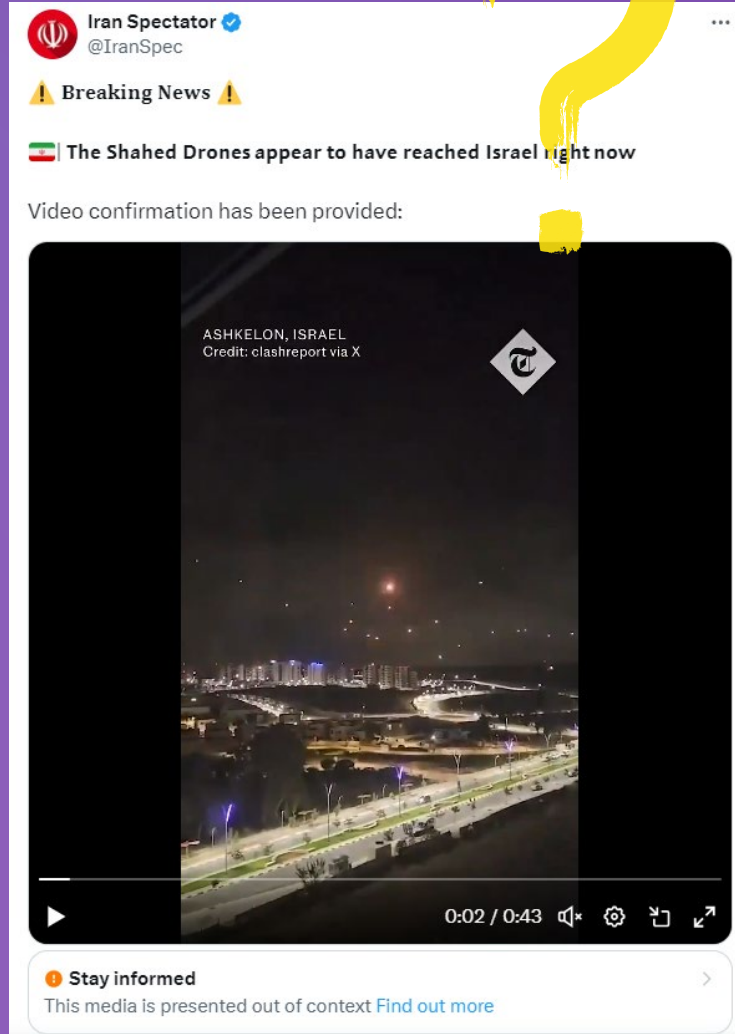 Iran Spectator
@IranSpec
Breaking News
The Shahed Drones appear to have reached Israel right now
Video confirmation has been provided:
ASHKELON, ISRAEL
Credit: clashreport via X
T
0:02 / 0:43
Stay informed
This media is presented out of context Find out more